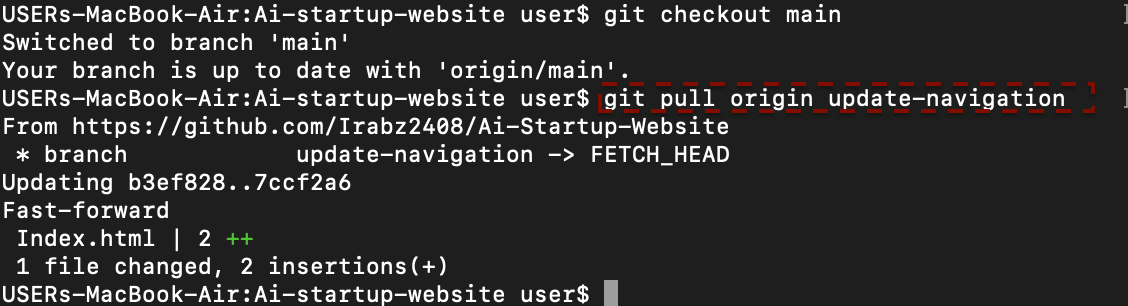 USERs-MacBook-Air:Ai-startup-website user$ git checkout main
Switched to branch 'main'
Your branch is up to date with 'origin/main'.
USERs-MacBook-Air:Ai-startup-website user$ git pull origin update-navigation
From https://github.com/Irabz2408/Ai-Startup-Website
 * branch            update-navigation -> FETCH_HEAD
Updating b3ef828..7ccf2a6
Fast-forward
 Index.html | 2 ++
 1 file changed, 2 insertions(+)
USERs-MacBook-Air:Ai-startup-website user$